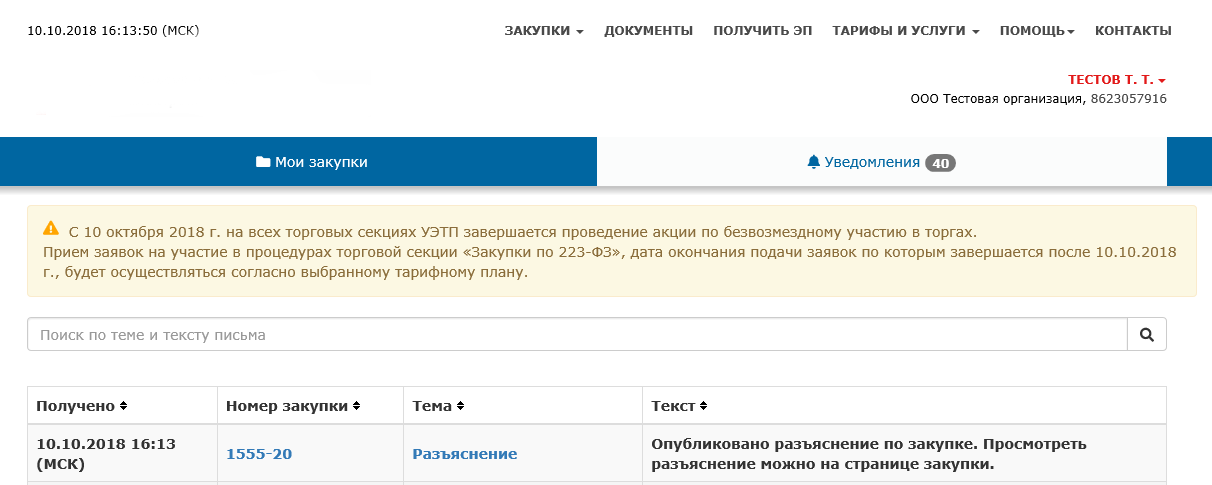 10.10.2018 16:13:50 (МСК)
ЗАКУПКИ ДОКУМЕНТЫ ПОЛУЧИТЬ ЭП ТАРИФЫ И УСЛУГИ ПОМОЩЬ КОНТАКТЫ
ТЕСТОВ Т. Т.
ООО Тестовая организация, 8623057916
Мои закупки
Уведомления 40
С 10 октября 2018 г. на всех торговых секциях УЭТП завершается проведение акции по безвозмездному участию в торгах.
Прием заявок на участие в процедурах торговой секции «Закупки по 223-ФЗ», дата окончания подачи заявок по которым завершается после 10.10.2018
г., будет осуществляться согласно выбранному тарифному плану.
Поиск по теме и тексту письма
Получено Номер закупки Тема Текст
10.10.2018 16:13
(МСК)
1555-20
Разъяснение
Опубликовано разъяснение по закупке. Просмотреть
разъяснение можно на странице закупки.